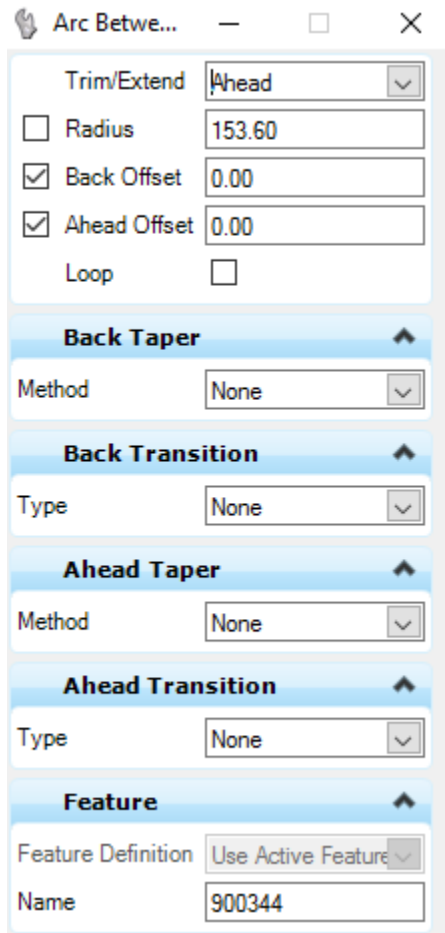 Arc Betwe...
Trim/Extend Ahead
Radius 153.60
Back Offset 0.00
Ahead Offset 0.00
Loop
Back Taper
Method None
Back Transition
Type None
Ahead Taper
Method None
Ahead Transition
Type None
Feature
Feature Definition Use Active Feature
Name 900344